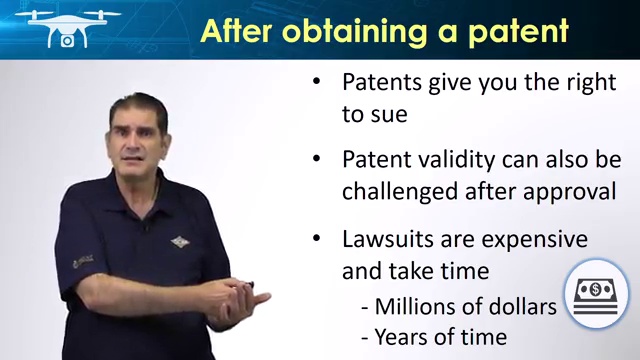 After obtaining a patent
• Patents give you the right
to sue
• Patent validity can also be
challenged after approval
• Lawsuits are expensive
and take time
- Millions of dollars
- Years of time
$